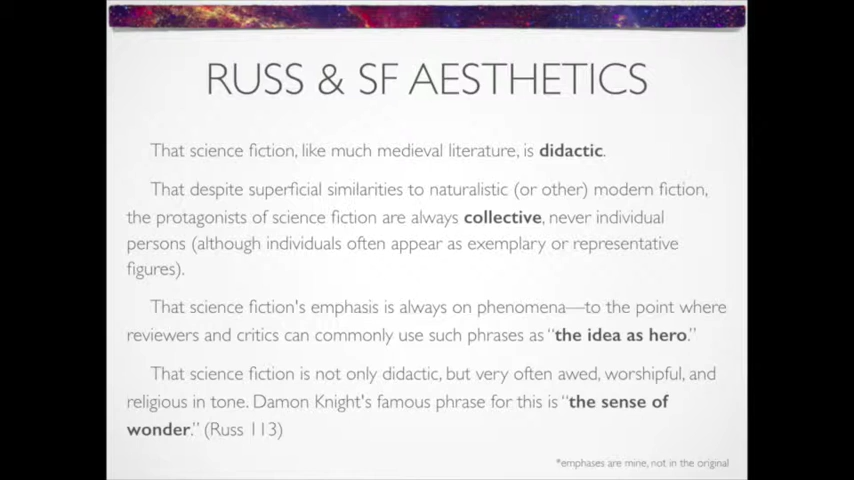 RUSS & SF AESTHETICS
That science fiction, like much medieval literature, is didactic.
That despite superficial similarities to naturalistic (or other) modern fiction,
the protagonists of science fiction are always collective, never individual
persons (although individuals often appear as exemplary or representative
figures).
That science fiction's emphasis is always on phenomena—to the point where
reviewers and critics can commonly use such phrases as “the idea as hero.”
That science fiction is not only didactic, but very often awed, worshipful, and
religious in tone. Damon Knight's famous phrase for this is “the sense of
wonder.” (Russ 113)
*emphases are mine, not in the original